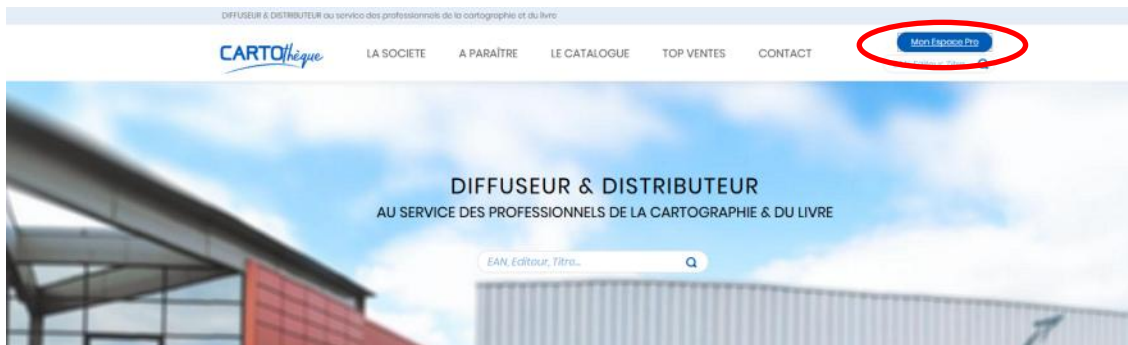 DIFFUSEUR & DISTRIBUTEUR au service des professionnels de la cartographie et du livre
CARTOthèque
LA SOCIETE
A PARAÎTRE
LE CATALOGUE
TOP VENTES
CONTACT
Mon Espace Pro
DIFFUSEUR & DISTRIBUTEUR
AU SERVICE DES PROFESSIONNELS DE LA CARTOGRAPHIE & DU LIVRE
EAN, Editeur, Titre...